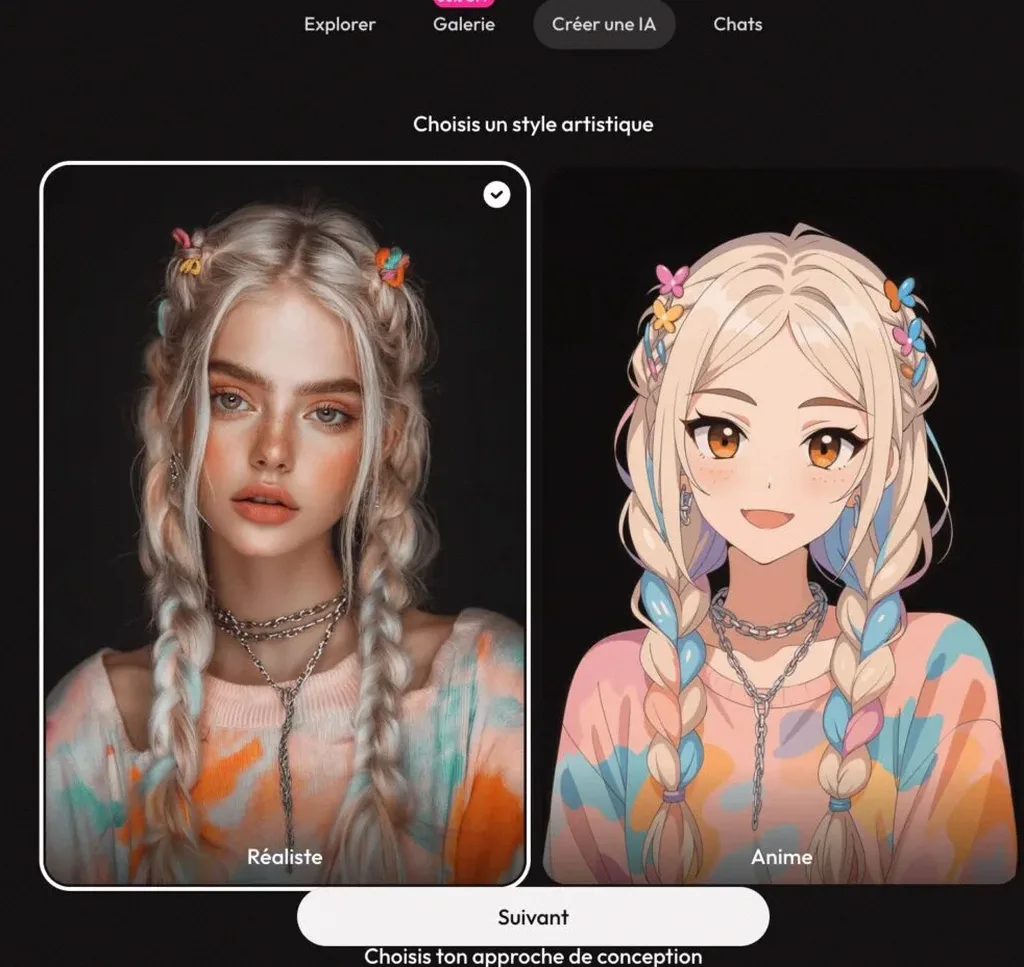 Explorer
Galerie
Créer une IA
Chats
Choisis un style artistique
Réaliste
Anime
Suivant
Choisis ton approche de conception